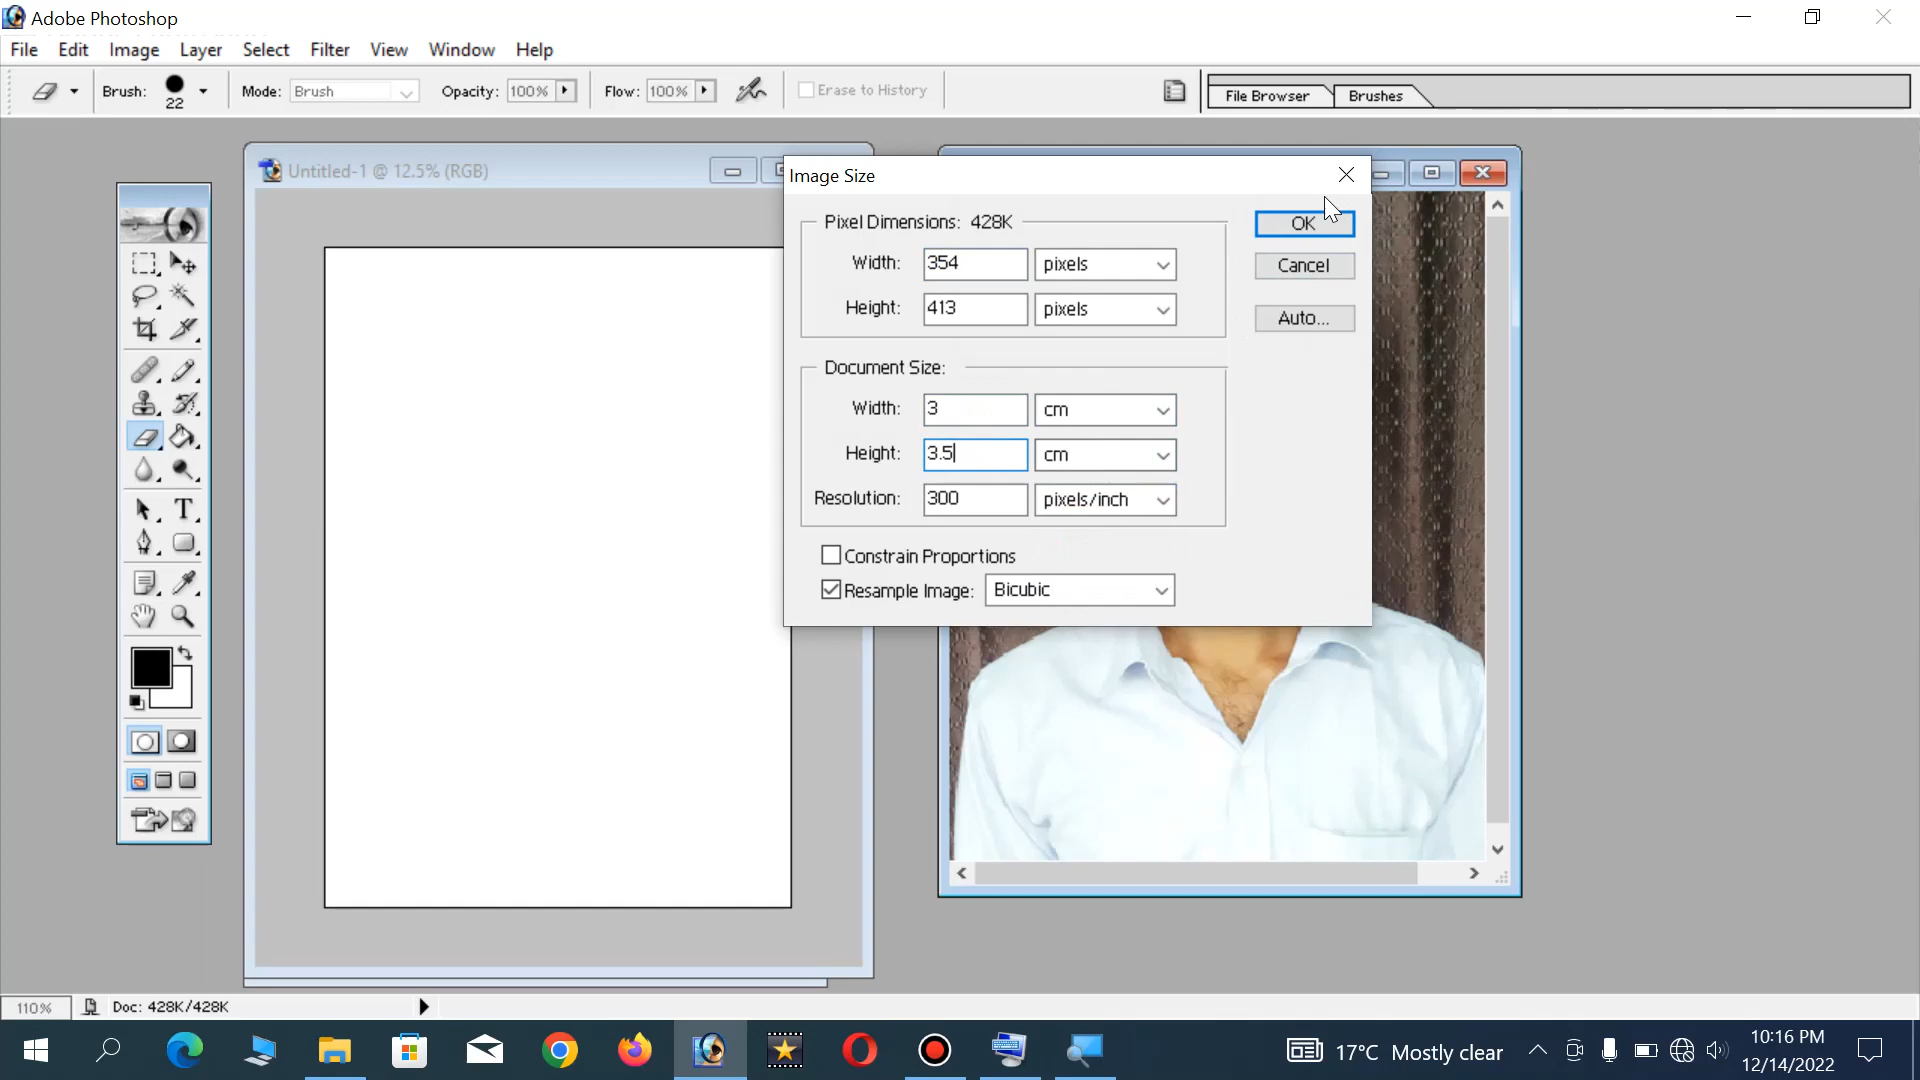 Adobe Photoshop
File Edit Image Layer Select Filter View Window Help
Brush: 22 Mode: Brush Opacity: 100% Flow: 100% Erase to History File Browser Brushes
Untitled-1 @ 12.5% (RGB)
Image Size
Pixel Dimensions: 428K
OK
Width: 354 pixels
Cancel
Height: 413 pixels
Auto...
Document Size:
Width: 3 cm
Height: 3.5 cm
Resolution: 300 pixels/inch
Constrain Proportions
Resample Image: Bicubic
T
110% Doc: 428K/428K
17°C Mostly clear
10:16 PM
12/14/2022